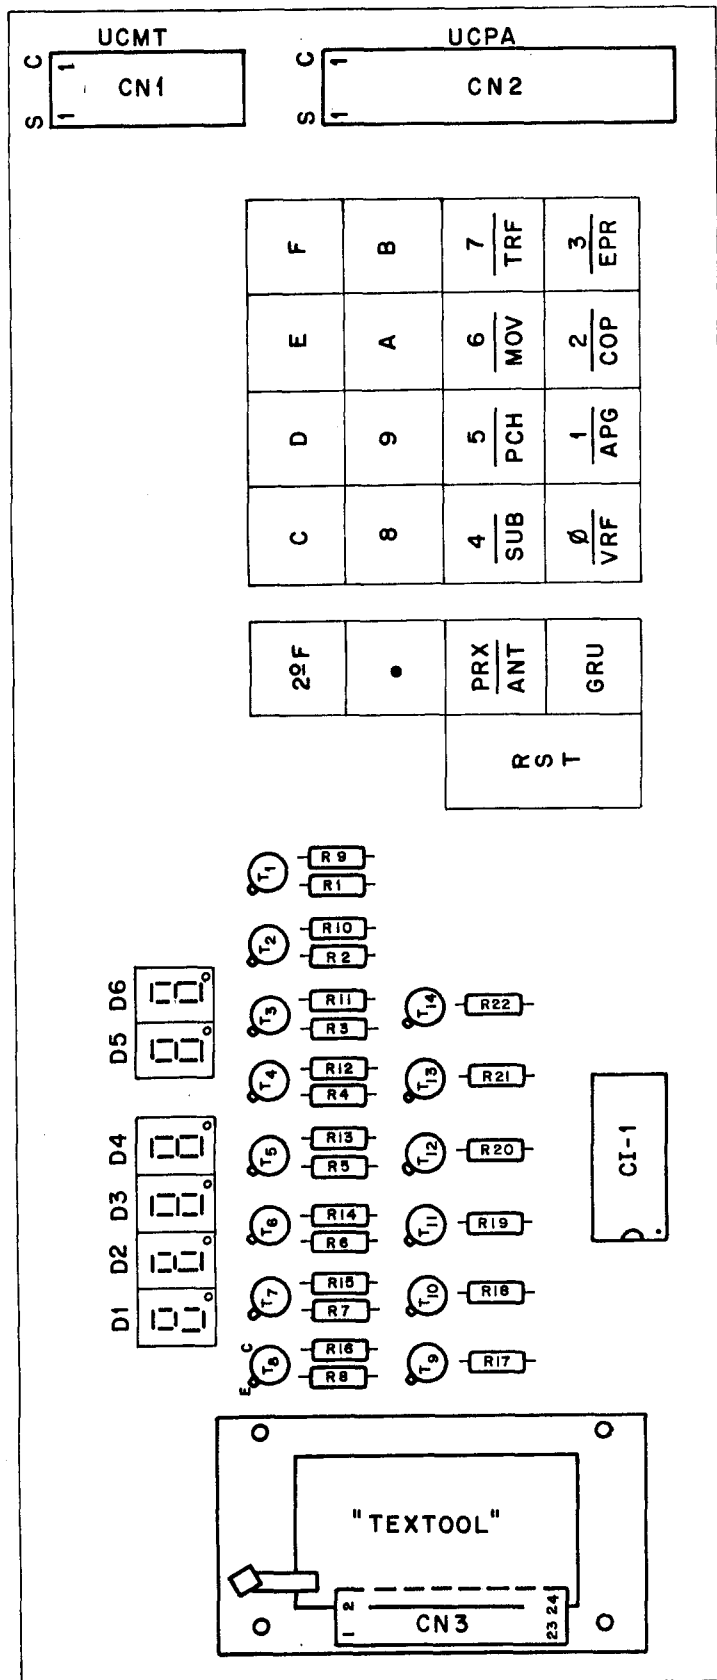 UCMT
UCPA
C
S
1
1
CN1
C
S
1
1
CN2
F
B
7
TRF
3
EPR
E
A
6
MOV
2
COP
D
9
5
PCH
1
APG
C
8
4
SUB
Ø
VRF
2ºF
•
PRX
ANT
GRU
RST
T1
R9
R1
T2
R10
R2
D6
D5
T3
R11
R3
T14
R22
T4
R12
R4
T13
R21
D4
D3
D2
D1
T5
R13
R5
T12
R20
CI-1
T6
R14
R6
T11
R19
T7
R15
R7
T10
R18
C
E
T8
R16
R8
T9
R17
"TEXTOOL"
2
1
CN3
24
23